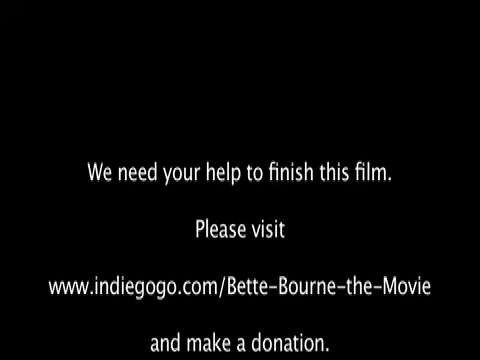 We need your help to finish this film.
Please visit
www.indiegogo.com/Bette-Bourne-the-Movie
and make a donation.